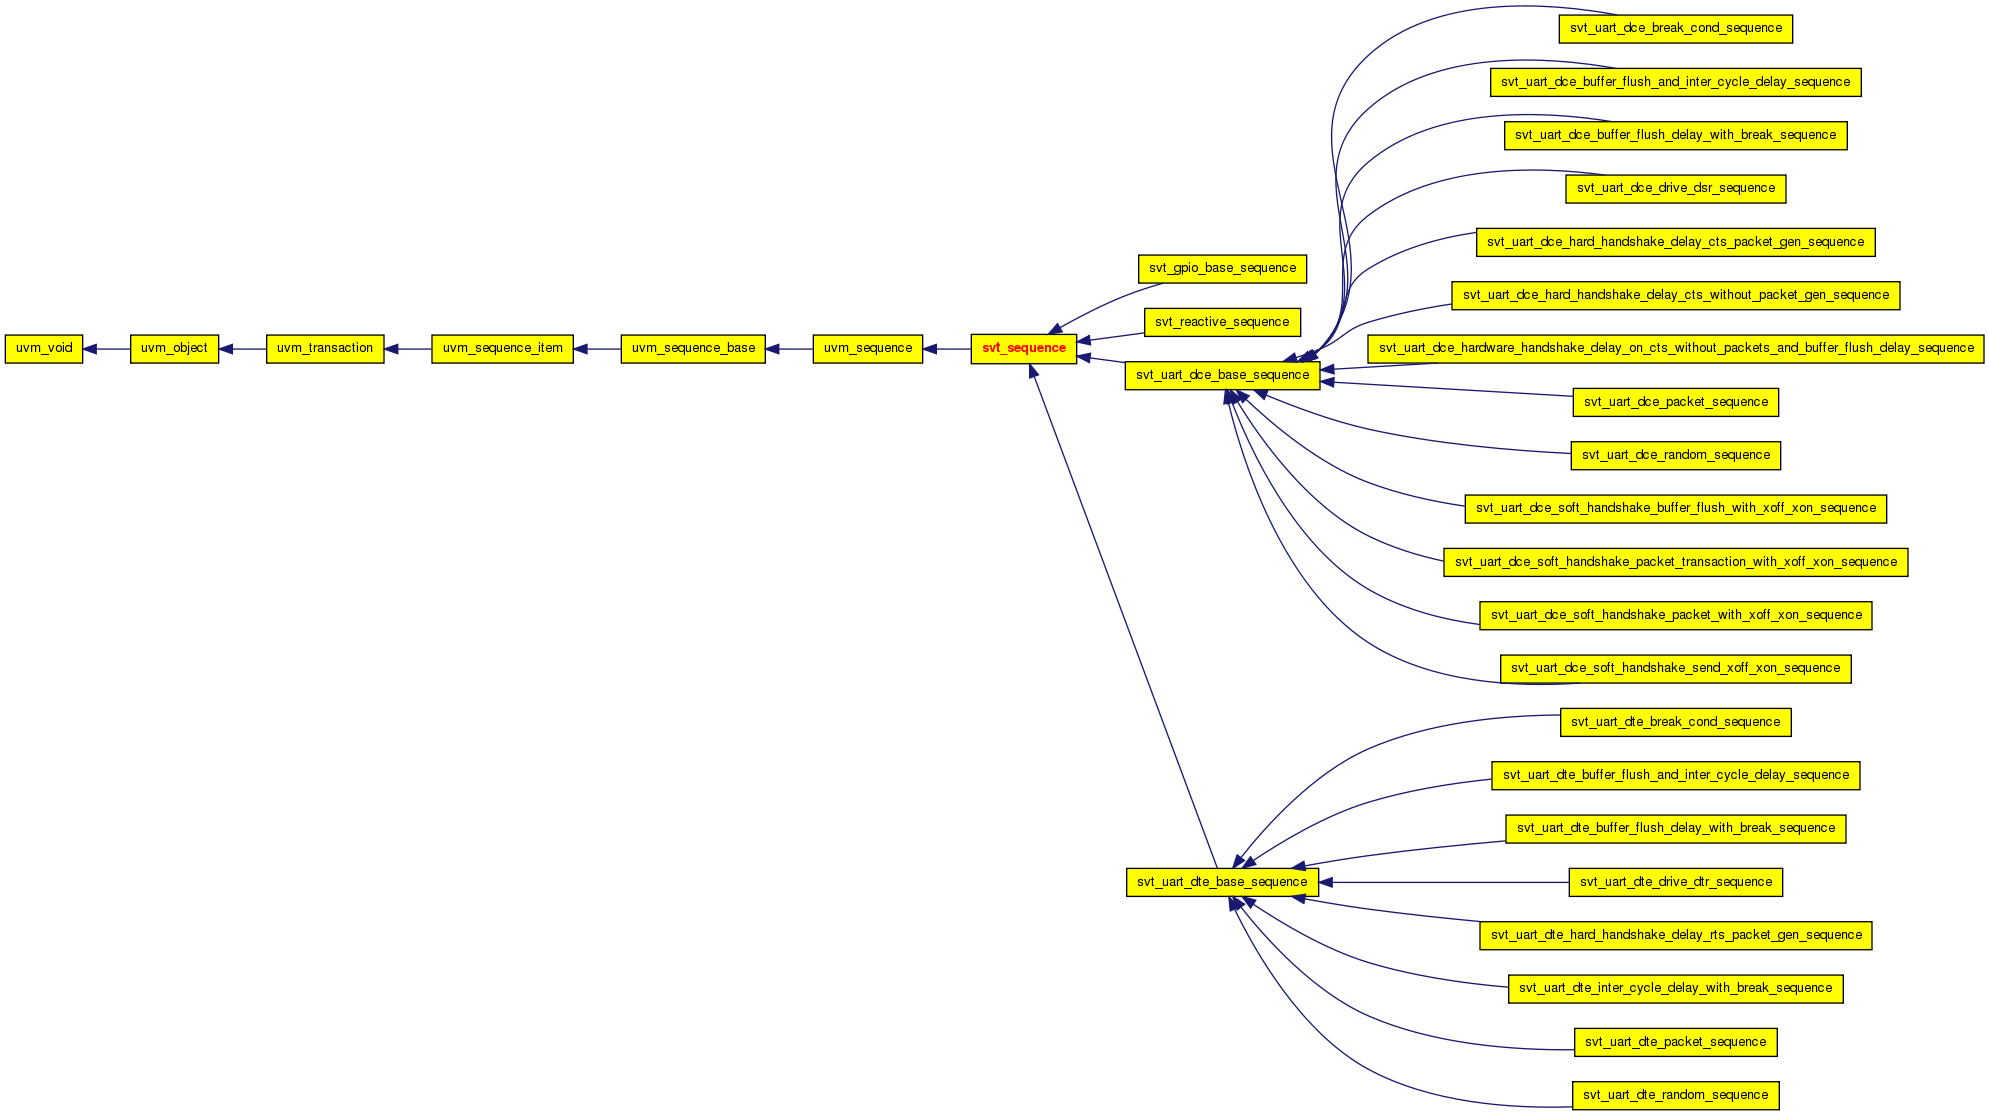 uvm_void
uvm_object
uvm_transaction
uvm_sequence_item
uvm_sequence_base
uvm_sequence
svt_sequence
svt_gpio_base_sequence
svt_reactive_sequence
svt_uart_dce_base_sequence
svt_uart_dce_break_cond_sequence
svt_uart_dce_buffer_flush_and_inter_cycle_delay_sequence
svt_uart_dce_buffer_flush_delay_with_break_sequence
svt_uart_dce_drive_dsr_sequence
svt_uart_dce_hard_handshake_delay_cts_packet_gen_sequence
svt_uart_dce_hard_handshake_delay_cts_without_packet_gen_sequence
svt_uart_dce_hardware_handshake_delay_on_cts_without_packets_and_buffer_flush_delay_sequence
svt_uart_dce_packet_sequence
svt_uart_dce_random_sequence
svt_uart_dce_soft_handshake_buffer_flush_with_xoff_xon_sequence
svt_uart_dce_soft_handshake_packet_transaction_with_xoff_xon_sequence
svt_uart_dce_soft_handshake_packet_with_xoff_xon_sequence
svt_uart_dce_soft_handshake_send_xoff_xon_sequence
svt_uart_dte_base_sequence
svt_uart_dte_break_cond_sequence
svt_uart_dte_buffer_flush_and_inter_cycle_delay_sequence
svt_uart_dte_buffer_flush_delay_with_break_sequence
svt_uart_dte_drive_dtr_sequence
svt_uart_dte_hard_handshake_delay_rts_packet_gen_sequence
svt_uart_dte_inter_cycle_delay_with_break_sequence
svt_uart_dte_packet_sequence
svt_uart_dte_random_sequence